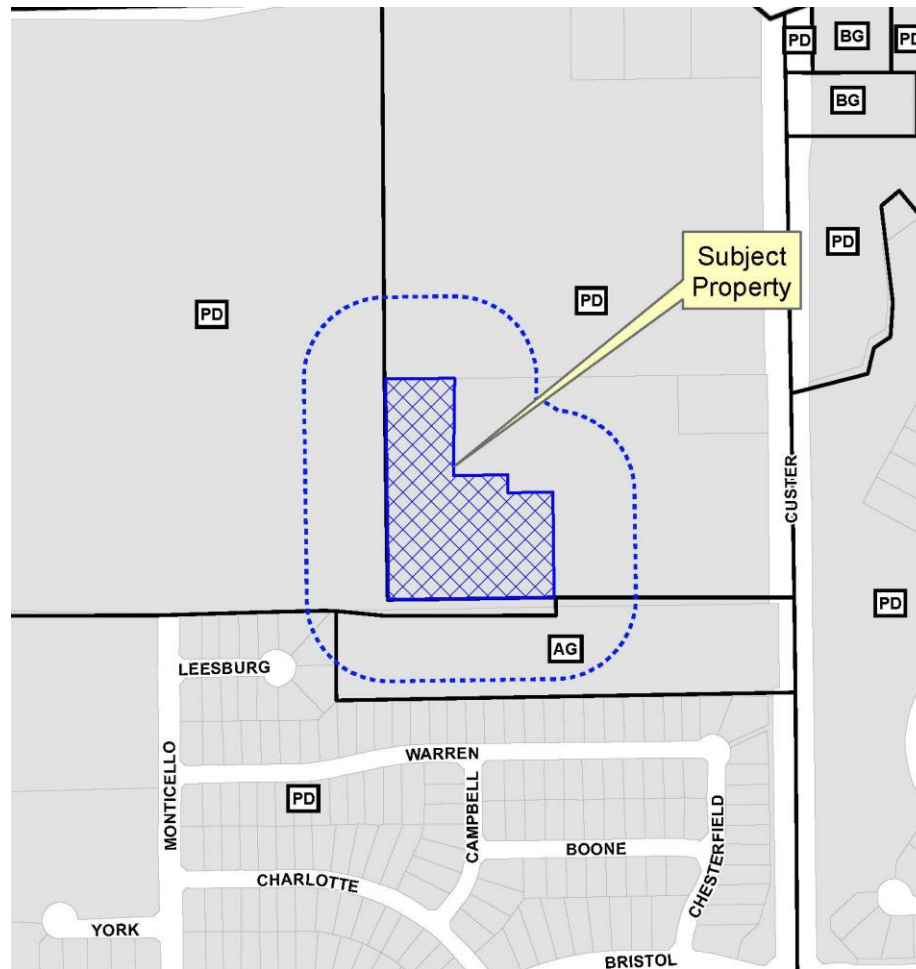 PD
BG
PD
BG
PD
Subject
Property
PD
PD
CUSTER
PD
AG
LEESBURG
WARREN
MONTICELLO
PD
CAMPBELL
BOONE
CHESTERFIELD
CHARLOTTE
YORK
BRISTOL